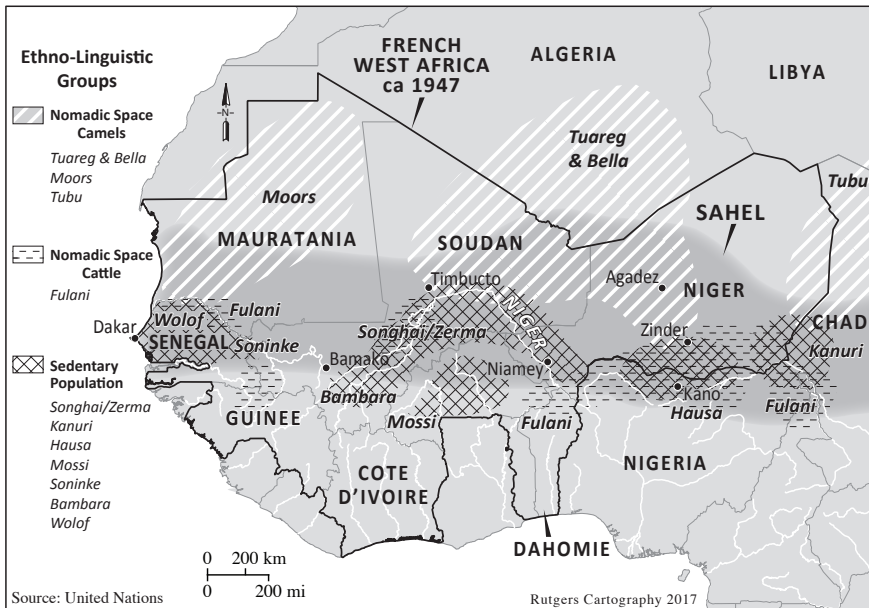 Ethno-Linguistic
Groups
Nomadic Space
Camels
Tuareg & Bella
Moors
Tubu
Nomadic Space
Cattle
Fulani
Sedentary
Population
Songhai/Zerma
Kanuri
Hausa
Mossi
Soninke
Bambara
Wolof
N
FRENCH
WEST AFRICA
ca 1947
ALGERIA
LIBYA
Tuareg
& Bella
Tubu
Moors
MAURATANIA
SOUDAN
SAHEL
Timbucto
Agadez
NIGER
NIGER
Fulani
Wolof
Dakar
SENEGAL
Soninke
Songhai/Zerma
Zinder
CHAD
Kanuri
Bamako
Niamey
Bambara
Kano
Hausa
Fulani
GUINEE
Mossi
Fulani
NIGERIA
COTE
D'IVOIRE
DAHOMIE
0 200 km
0 200 mi
Source: United Nations
Rutgers Cartography 2017